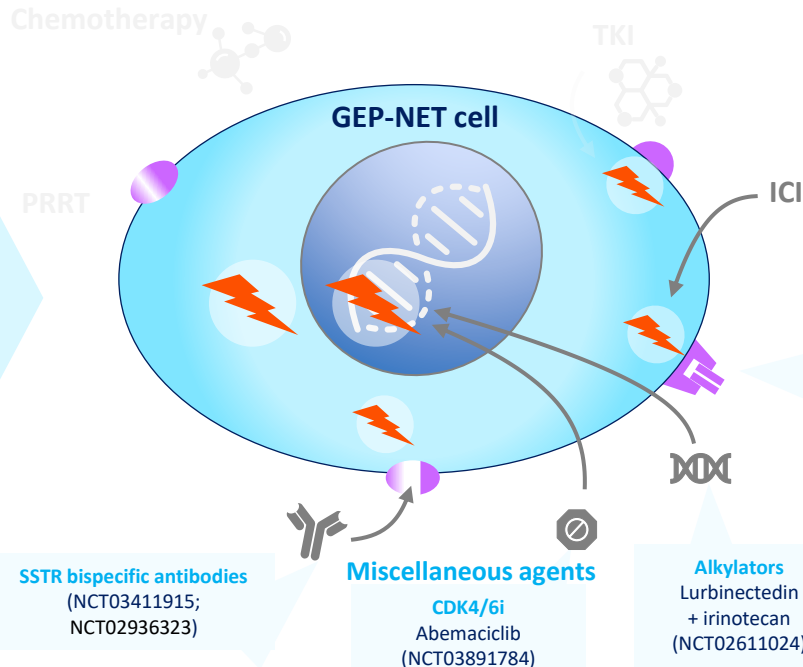 Chemotherapy
TKI
GEP-NET cell
PRRT
ICI
Miscellaneous agents
SSTR bispecific antibodies
(NCT03411915;
NCT02936323)
CDK4/6i
Abemaciclib
(NCT03891784)
Alkylators
Lurbinectedin
+ irinotecan
(NCT02611024)